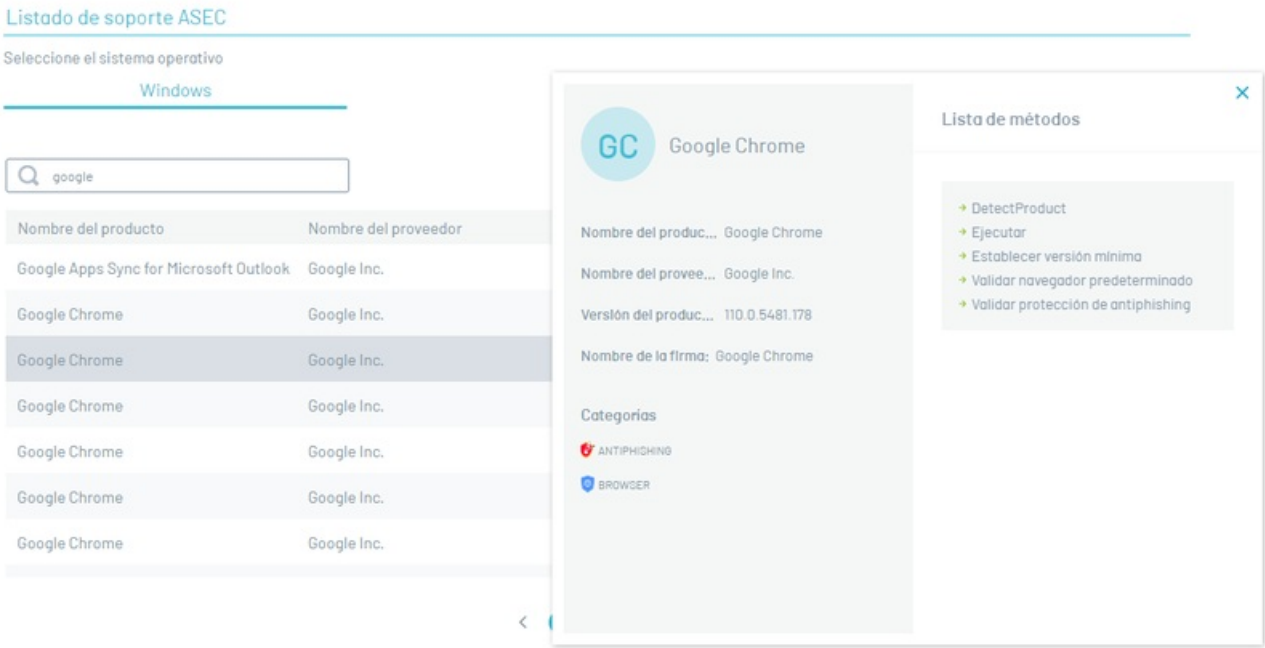 Listado de soporte ASEC
Seleccione el sistema operativo
Windows
google
Nombre del producto Nombre del proveedor
Google Apps Sync for Microsoft Outlook Google Inc.
Google Chrome Google Inc.
Google Chrome Google Inc.
Google Chrome Google Inc.
Google Chrome Google Inc.
Google Chrome Google Inc.
Google Chrome Google Inc.
GC Google Chrome
Nombre del produc... Google Chrome
Nombre del provee... Google Inc.
Versión del produc... 110.0.5481.178
Nombre de la firma: Google Chrome
Categorías
ANTIPHISHING
BROWSER
Lista de métodos
DetectProduct
Ejecutar
Establecer versión mínima
Validar navegador predeterminado
Validar protección de antiphishing